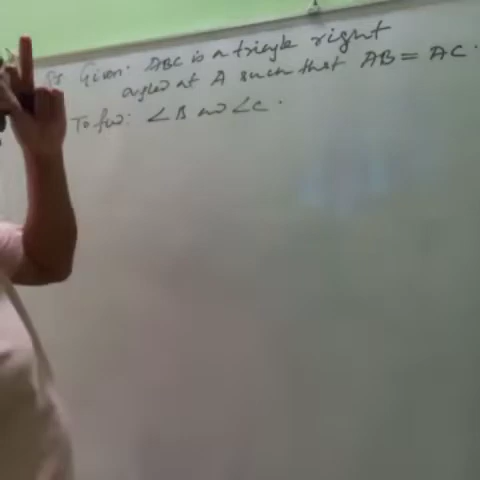 Given: ABC is a triangle right
angled at A such that AB = AC.
To find: ∠B and ∠C.